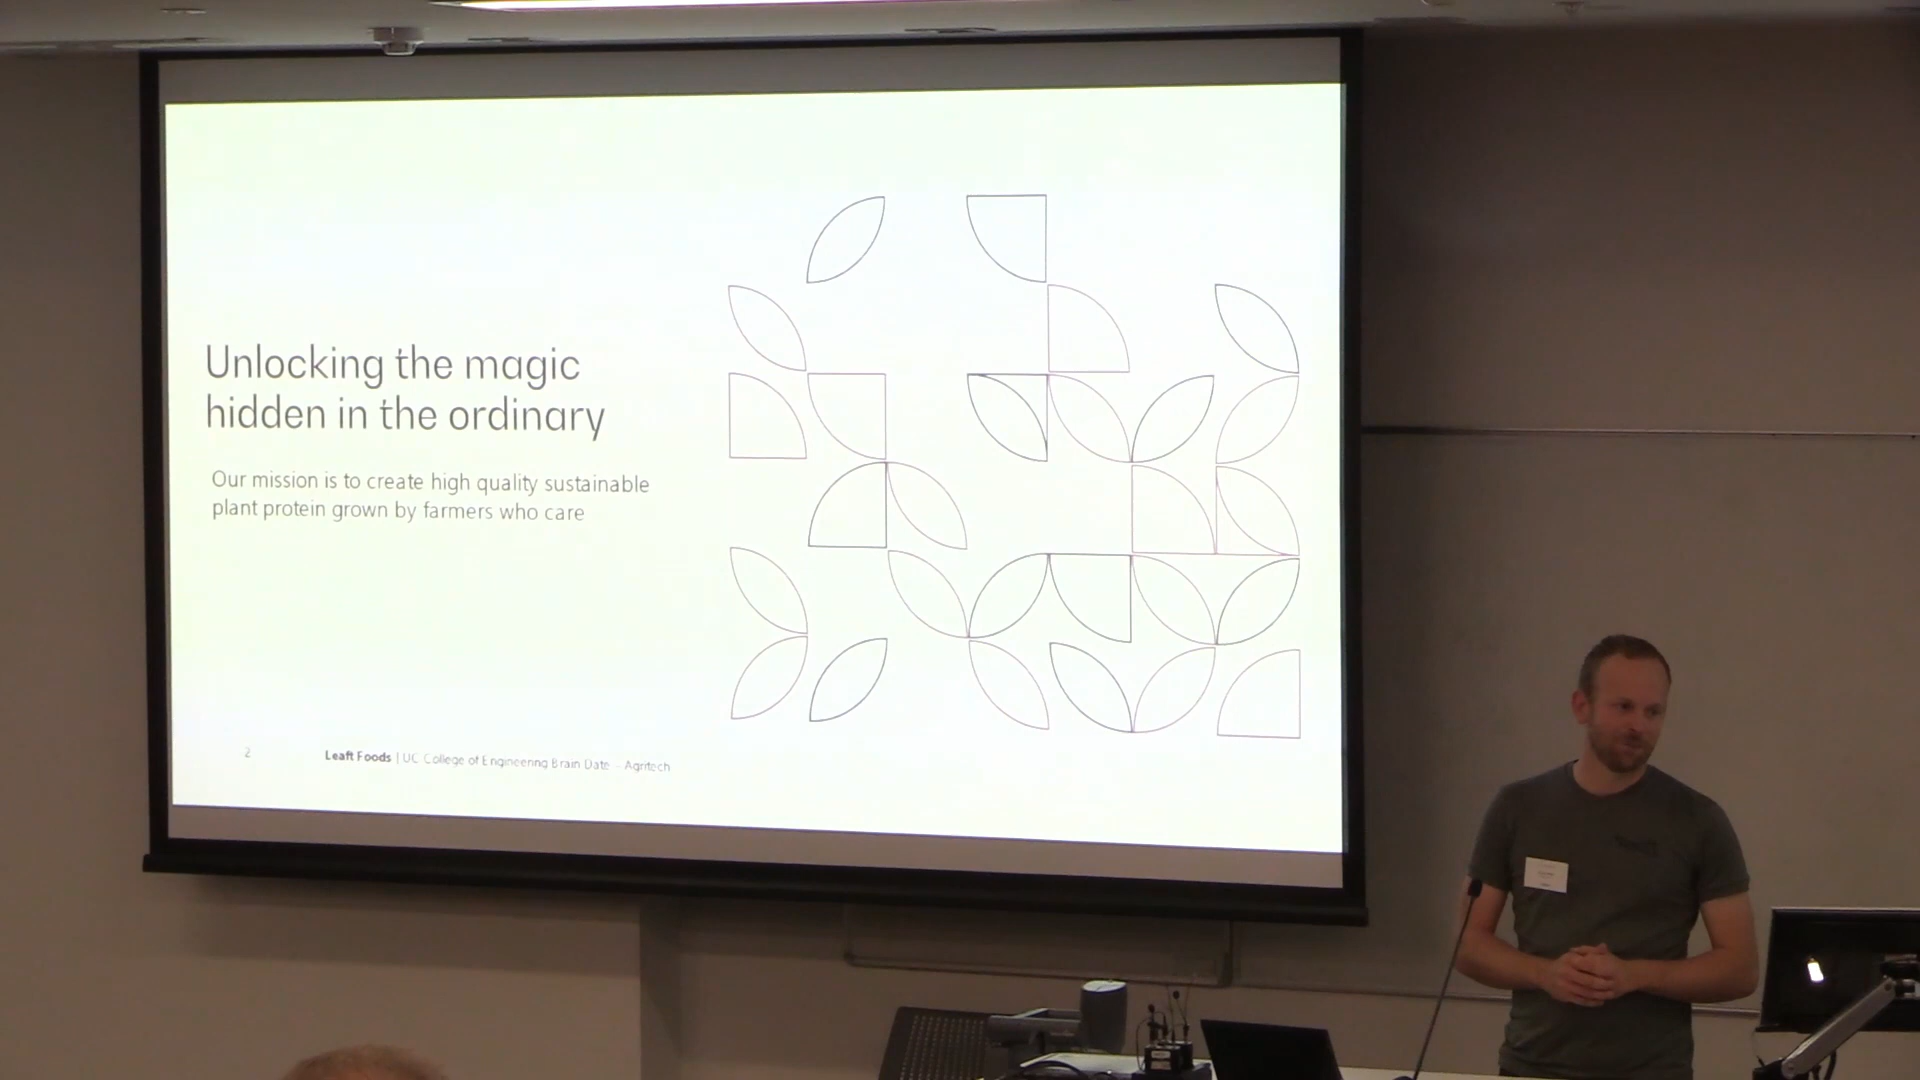 Unlocking the magic
hidden in the ordinary
Our mission is to create high quality sustainable
plant protein grown by farmers who care
2
Leaft Foods | UC College of Engineering Brain Date - Agritech